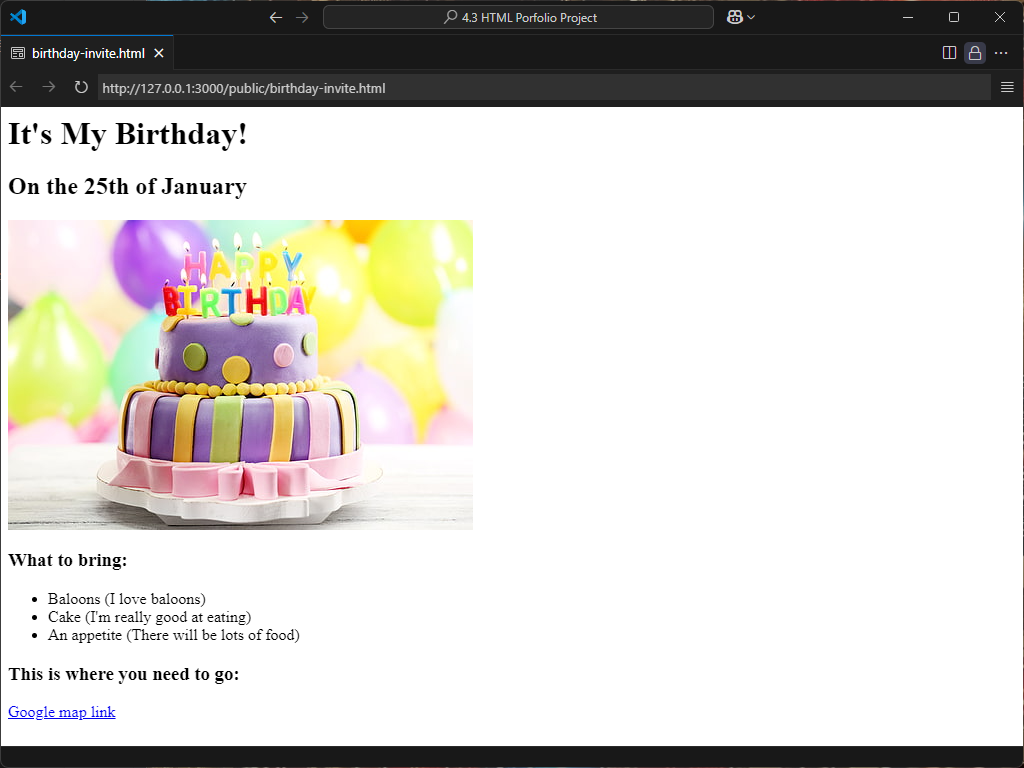 4.3 HTML Porfolio Project
birthday-invite.html
http://127.0.0.1:3000/public/birthday-invite.html
It's My Birthday!
On the 25th of January
HAPPY
BIRTHDAY
What to bring:
Baloons (I love baloons)
Cake (I'm really good at eating)
An appetite (There will be lots of food)
This is where you need to go:
Google map link